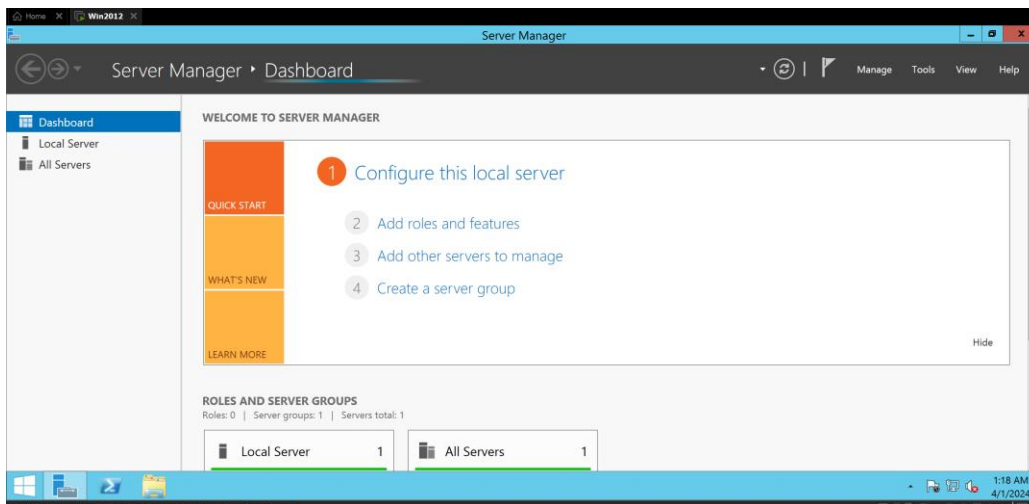 Home X Win2012 X
Server Manager
Server Manager • Dashboard
Manage Tools View Help
Dashboard
Local Server
All Servers
WELCOME TO SERVER MANAGER
QUICK START
WHAT'S NEW
LEARN MORE
1 Configure this local server
2 Add roles and features
3 Add other servers to manage
4 Create a server group
Hide
ROLES AND SERVER GROUPS
Roles: 0 | Server groups: 1 | Servers total: 1
Local Server 1
All Servers 1
1:18 AM
4/1/2024